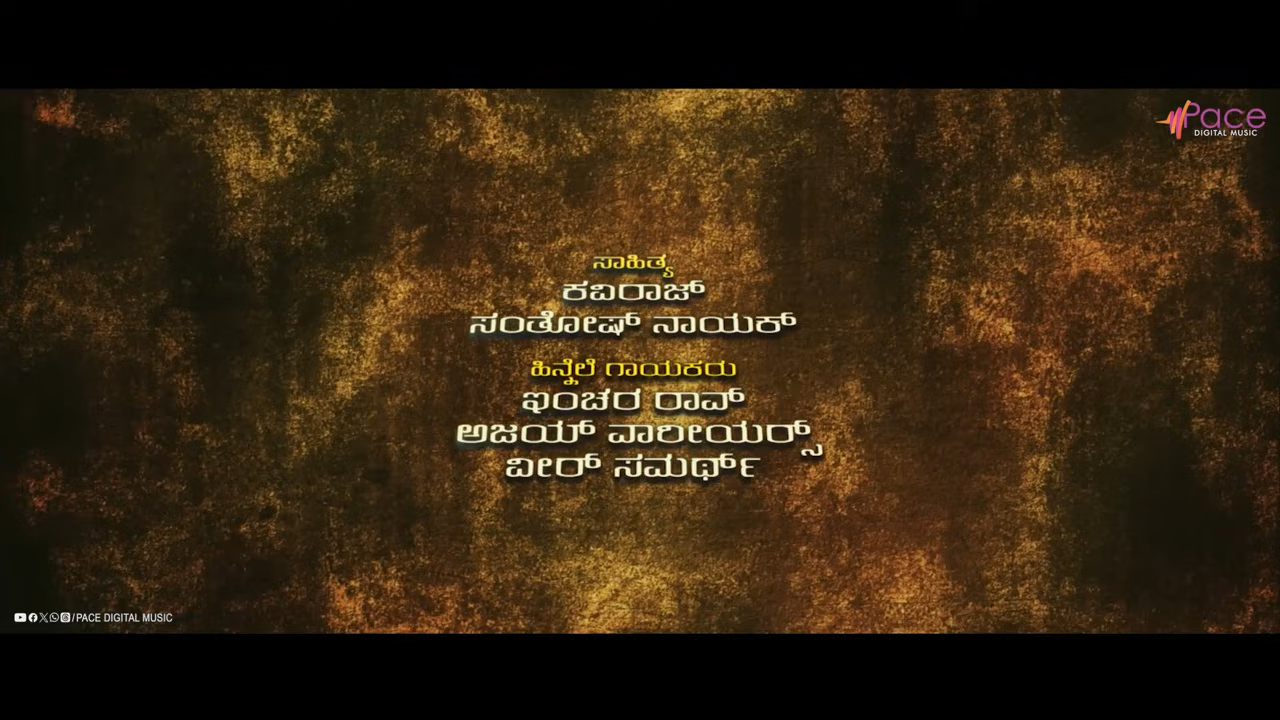 Pace
DIGITAL MUSIC
ಸಾಹಿತ್ಯ
ಕವಿರಾಜ್
ಸಂತೋಷ್ ನಾಯಕ್
ಹಿನ್ನೆಲೆ ಗಾಯಕರು
ಇಂಚರ ರಾವ್
ಅಜಯ್ ವಾರೀಯರ್ಸ್
ವೀರ್ ಸಮರ್ಥ್
/PACE DIGITAL MUSIC